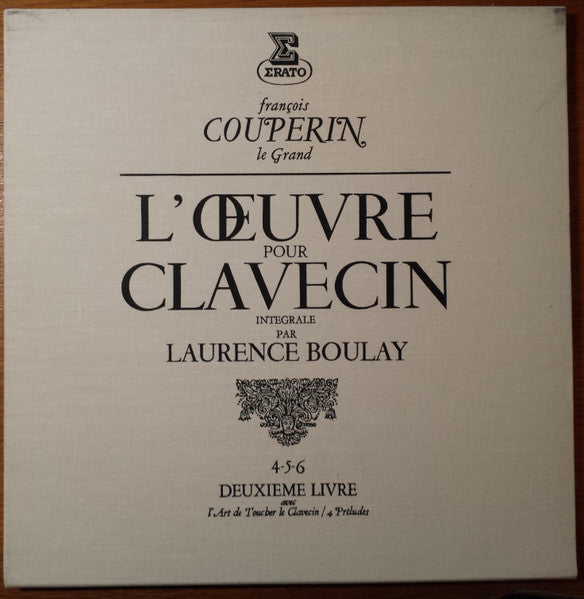 Σ
ΣRATO
françois
COUPERIN
le Grand
L'ŒUVRE
POUR
CLAVECIN
INTEGRALE
PAR
LAURENCE BOULAY
4-5-6
DEUXIEME LIVRE
avec
l'Art de Toucher le Clavecin / 4 Préludes